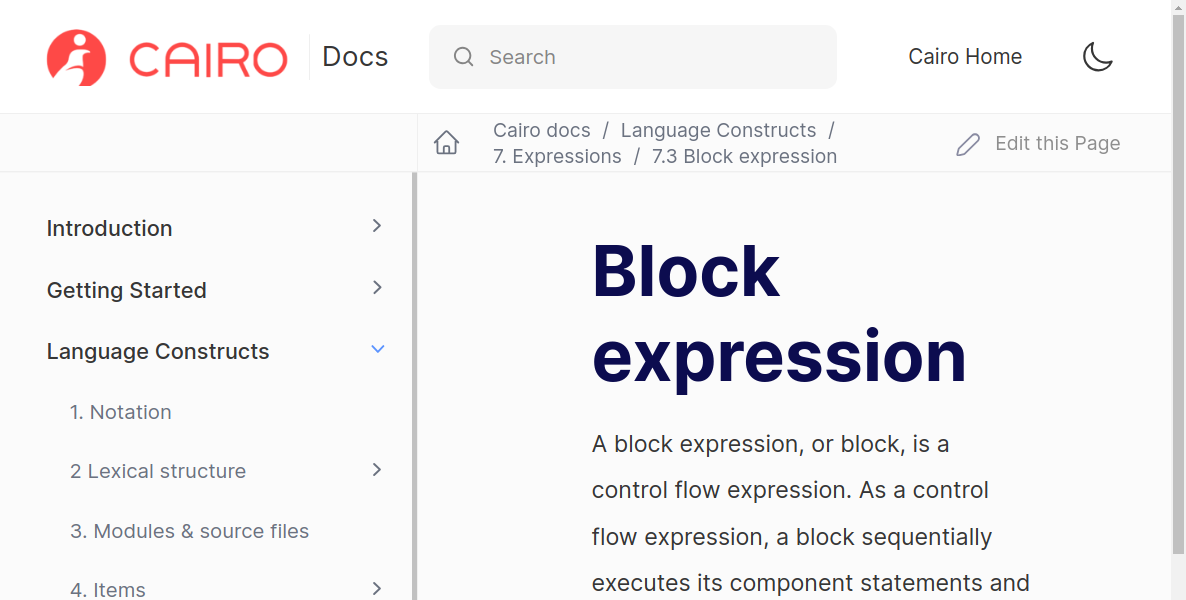 CAIRO Docs
Search
Cairo Home
Cairo docs / Language Constructs /
7. Expressions / 7.3 Block expression
Edit this Page
Introduction
Getting Started
Language Constructs
1. Notation
2 Lexical structure
3. Modules & source files
4. Items
Block
expression
A block expression, or block, is a
control flow expression. As a control
flow expression, a block sequentially
executes its component statements and